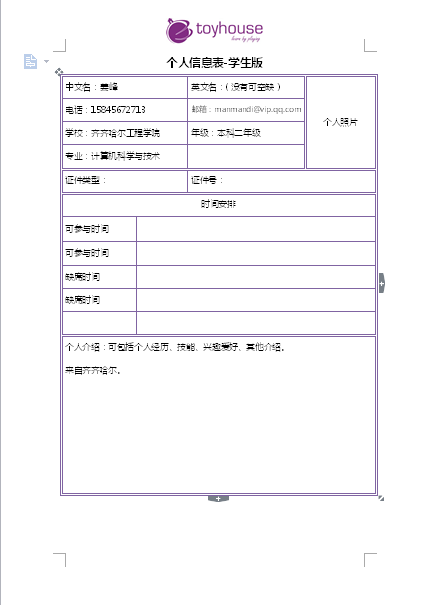 toyhouse
learn by playing
个人信息表-学生版
中文名：姜峰
英文名：（没有可空缺）
电话：15845672713
邮箱：manmandi@vip.qq.com
个人照片
学校：齐齐哈尔工程学院
年级：本科二年级
专业：计算机科学与技术
证件类型：
证件号：
时间安排
可参与时间
可参与时间
缺席时间
缺席时间
个人介绍：可包括个人经历、技能、兴趣爱好、其他介绍。
来自齐齐哈尔。